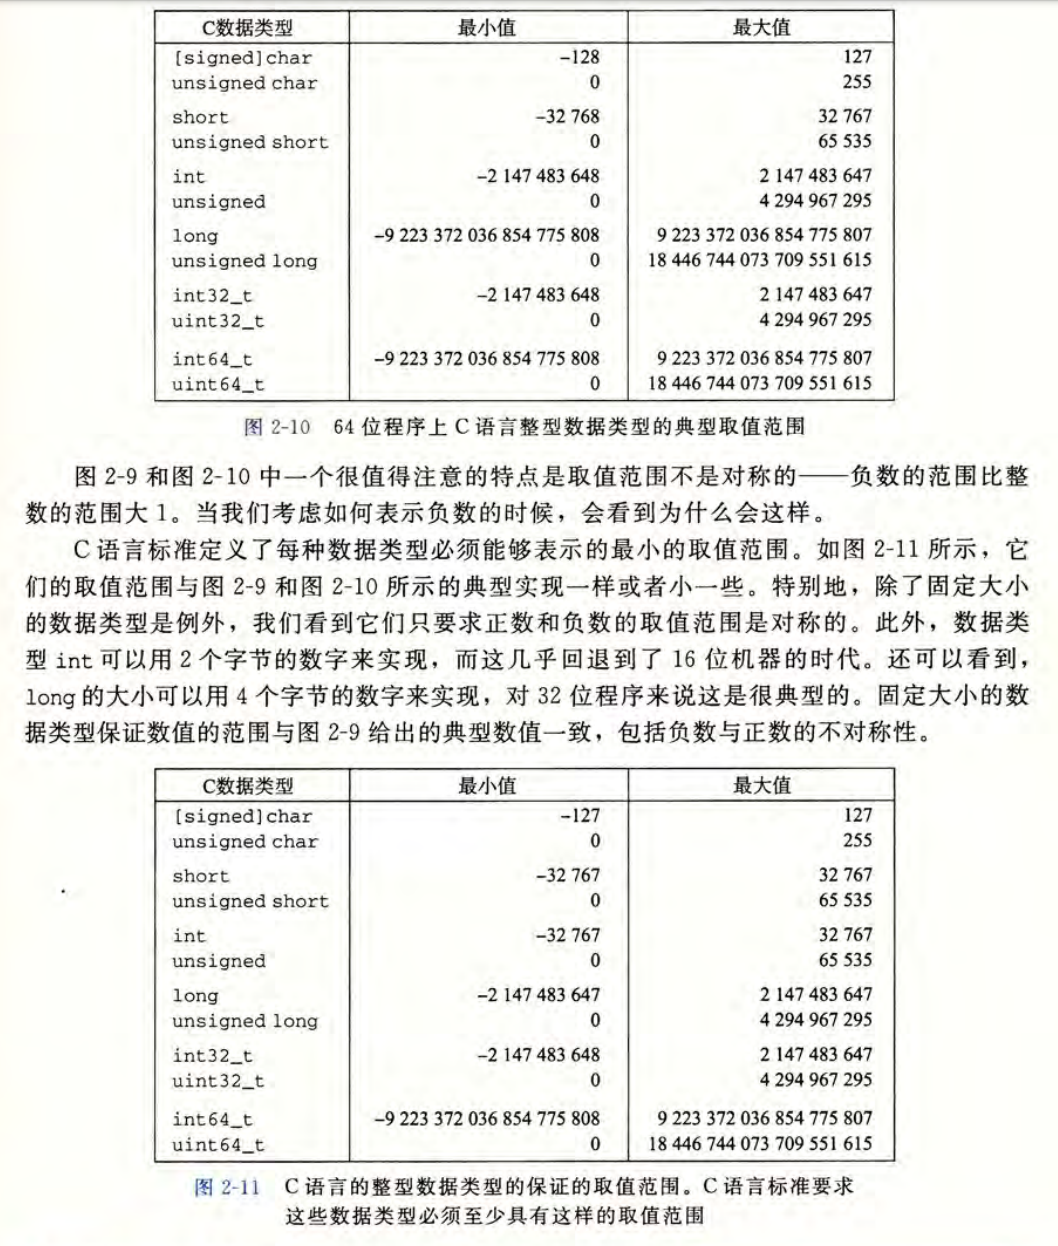 C数据类型 最小值 最大值
[signed]char -128 127
unsigned char 0 255
short -32 768 32 767
unsigned short 0 65 535
int -2 147 483 648 2 147 483 647
unsigned 0 4 294 967 295
long -9 223 372 036 854 775 808 9 223 372 036 854 775 807
unsigned long 0 18 446 744 073 709 551 615
int32_t -2 147 483 648 2 147 483 647
uint32_t 0 4 294 967 295
int64_t -9 223 372 036 854 775 808 9 223 372 036 854 775 807
uint64_t 0 18 446 744 073 709 551 615
图 2-10 64 位程序上 C 语言整型数据类型的典型取值范围
图 2-9 和图 2-10 中一个很值得注意的特点是取值范围不是对称的——负数的范围比整
数的范围大 1。当我们考虑如何表示负数的时候，会看到为什么会这样。
C 语言标准定义了每种数据类型必须能够表示的最小的取值范围。如图 2-11 所示，它
们的取值范围与图 2-9 和图 2-10 所示的典型实现一样或者小一些。特别地，除了固定大小
的数据类型是例外，我们看到它们只要求正数和负数的取值范围是对称的。此外，数据类
型 int 可以用 2 个字节的数字来实现，而这几乎回退到了 16 位机器的时代。还可以看到，
long 的大小可以用 4 个字节的数字来实现，对 32 位程序来说这是很典型的。固定大小的数
据类型保证数值的范围与图 2-9 给出的典型数值一致，包括负数与正数的不对称性。
C数据类型 最小值 最大值
[signed]char -127 127
unsigned char 0 255
short -32 767 32 767
unsigned short 0 65 535
int -32 767 32 767
unsigned 0 65 535
long -2 147 483 647 2 147 483 647
unsigned long 0 4 294 967 295
int32_t -2 147 483 648 2 147 483 647
uint32_t 0 4 294 967 295
int64_t -9 223 372 036 854 775 808 9 223 372 036 854 775 807
uint64_t 0 18 446 744 073 709 551 615
图 2-11 C 语言的整型数据类型的保证的取值范围。C 语言标准要求
这些数据类型必须至少具有这样的取值范围